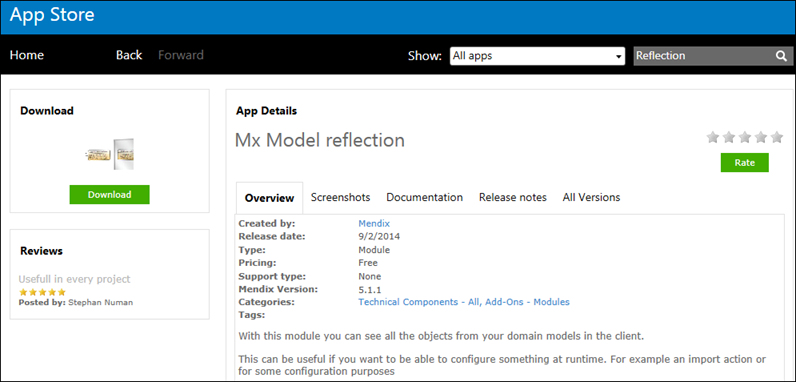 App Store
Home Back Forward Show: All apps Reflection
Download
Download
Reviews
Usefull in every project
Posted by: Stephan Numan
App Details
Mx Model reflection
Rate
Overview Screenshots Documentation Release notes All Versions
Created by: Mendix
Release date: 9/2/2014
Type: Module
Pricing: Free
Support type: None
Mendix Version: 5.1.1
Categories: Technical Components - All, Add-Ons - Modules
Tags:
With this module you can see all the objects from your domain models in the client.
This can be useful if you want to be able to configure something at runtime. For example an import action or
for some configuration purposes